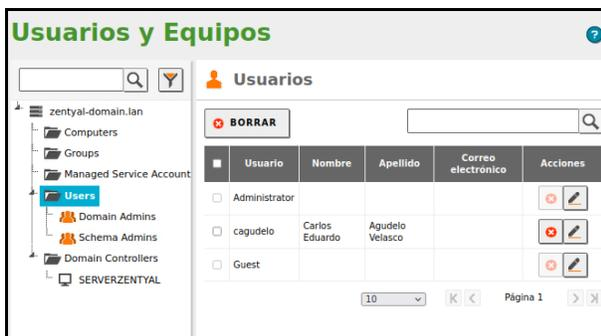 Usuarios y Equipos
?
Usuarios
zentyal-domain.lan
Computers
Groups
Managed Service Account
Users
Domain Admins
Schema Admins
Domain Controllers
SERVERZENTYAL
BORRAR
Usuario Nombre Apellido Correo electrónico Acciones
Administrator
cagudelo Carlos Eduardo Agudelo Velasco
Guest
10
Página 1